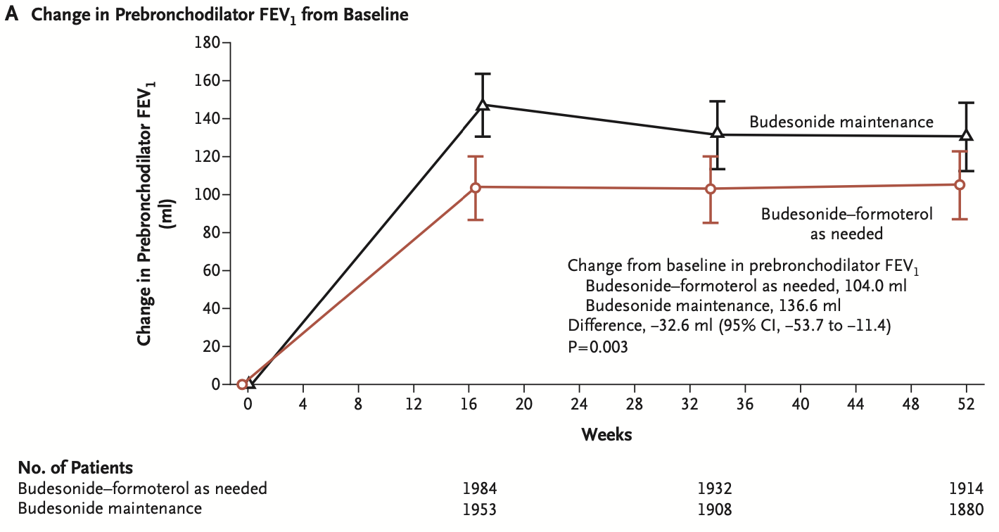 A Change in Prebronchodilator FEV1 from Baseline
180
160
140
120
100
80
60
40
20
0
Change in Prebronchodilator FEV1
(ml)
Budesonide maintenance
Budesonide–formoterol
as needed
Change from baseline in prebronchodilator FEV1
Budesonide–formoterol as needed, 104.0 ml
Budesonide maintenance, 136.6 ml
Difference, −32.6 ml (95% CI, −53.7 to −11.4)
P=0.003
0 4 8 12 16 20 24 28 32 36 40 44 48 52
Weeks
No. of Patients
Budesonide–formoterol as needed 1984 1932 1914
Budesonide maintenance 1953 1908 1880